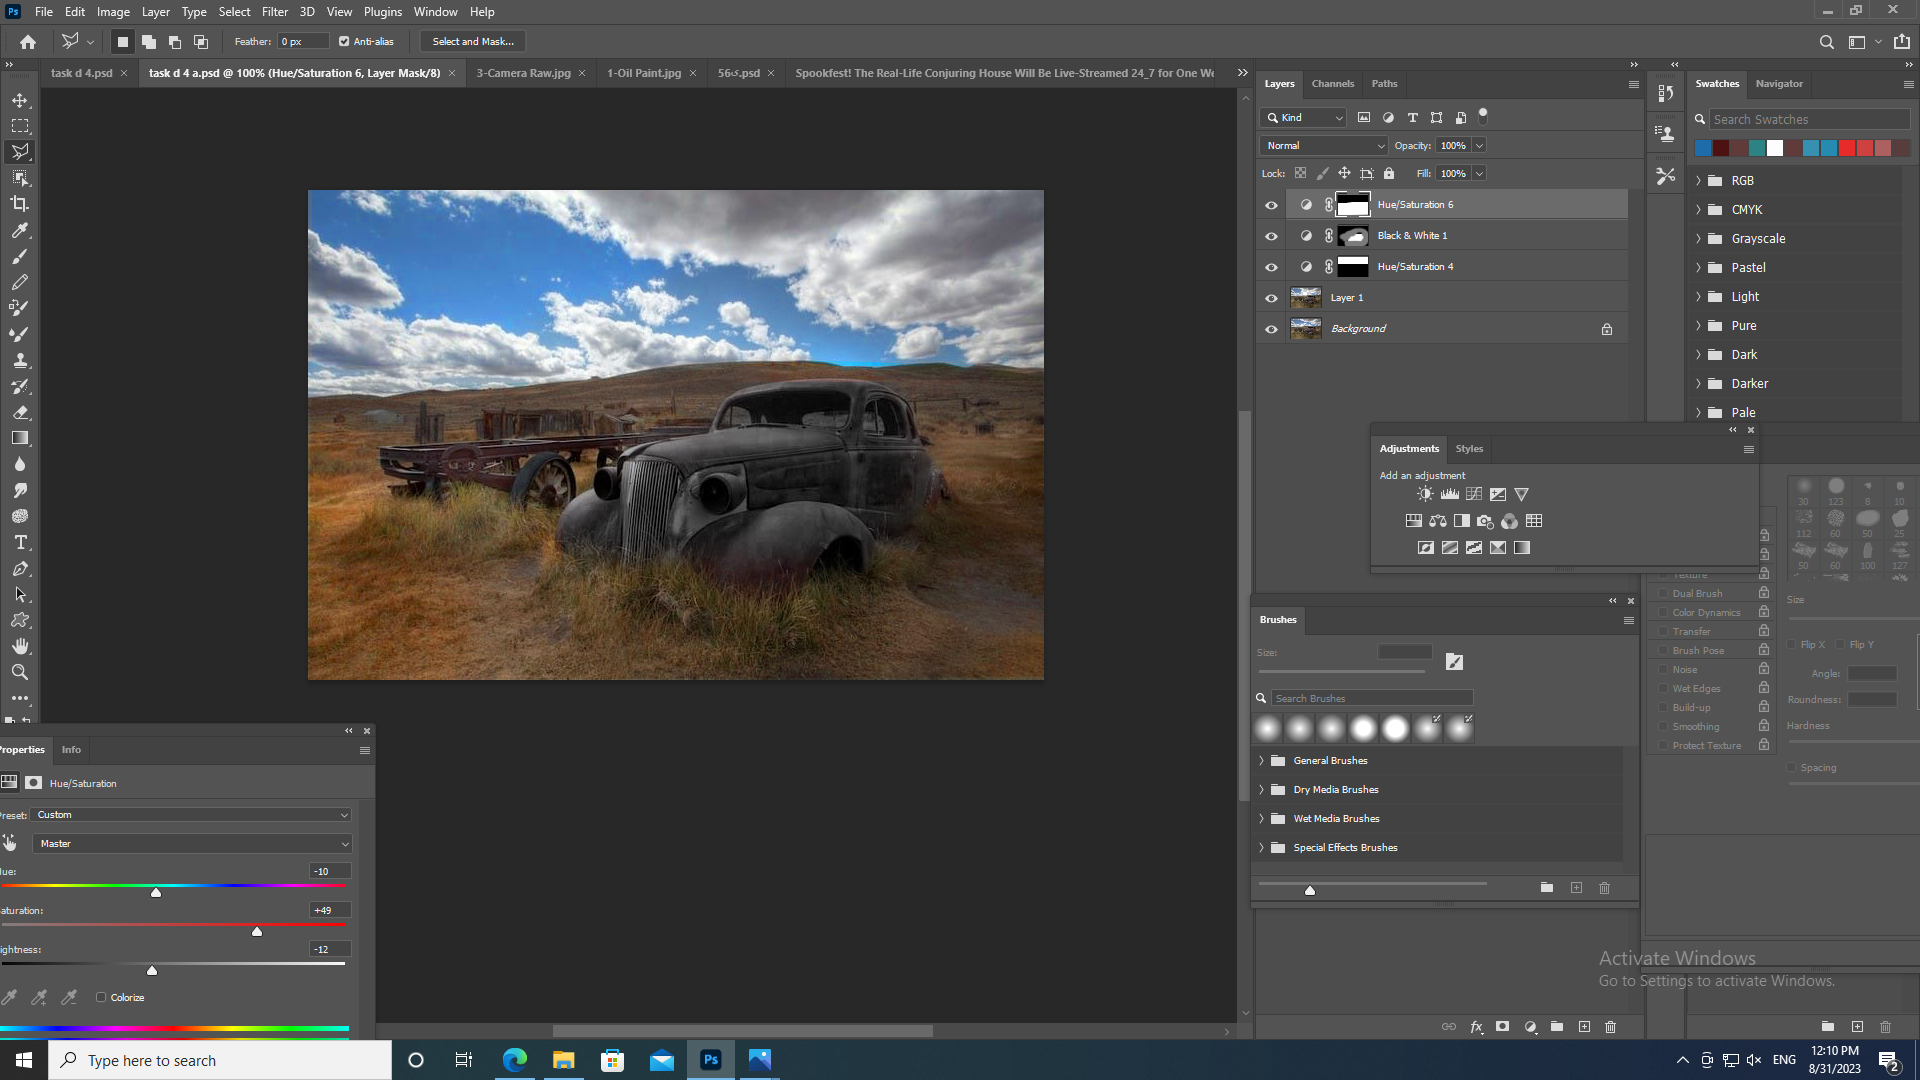 Ps File Edit Image Layer Type Select Filter 3D View Plugins Window Help
Feather: 0 px Anti-alias Select and Mask...
task d 4.psd × task d 4 a.psd @ 100% (Hue/Saturation 6, Layer Mask/8) × 3-Camera Raw.jpg × 1-Oil Paint.jpg × 56ى.psd × Spookfest! The Real-Life Conjuring House Will Be Live-Streamed 24_7 for One We
Layers Channels Paths
Kind
Normal Opacity: 100%
Lock: Fill: 100%
Hue/Saturation 6
Black & White 1
Hue/Saturation 4
Layer 1
Background
Swatches Navigator
Search Swatches
RGB
CMYK
Grayscale
Pastel
Light
Pure
Dark
Darker
Pale
Adjustments Styles
Add an adjustment
30 123 8 10
112 60 50 25
50 60 100 127
Texture
Dual Brush
Color Dynamics
Transfer
Brush Pose
Noise
Wet Edges
Build-up
Smoothing
Protect Texture
Size
Flip X Flip Y
Angle:
Roundness:
Hardness
Spacing
Brushes
Size:
Search Brushes
General Brushes
Dry Media Brushes
Wet Media Brushes
Special Effects Brushes
Properties Info
Hue/Saturation
Preset: Custom
Master
ue: -10
aturation: +49
ightness: -12
Colorize
Activate Windows
Go to Settings to activate Windows.
Type here to search
Ps
ENG
12:10 PM
8/31/2023
2